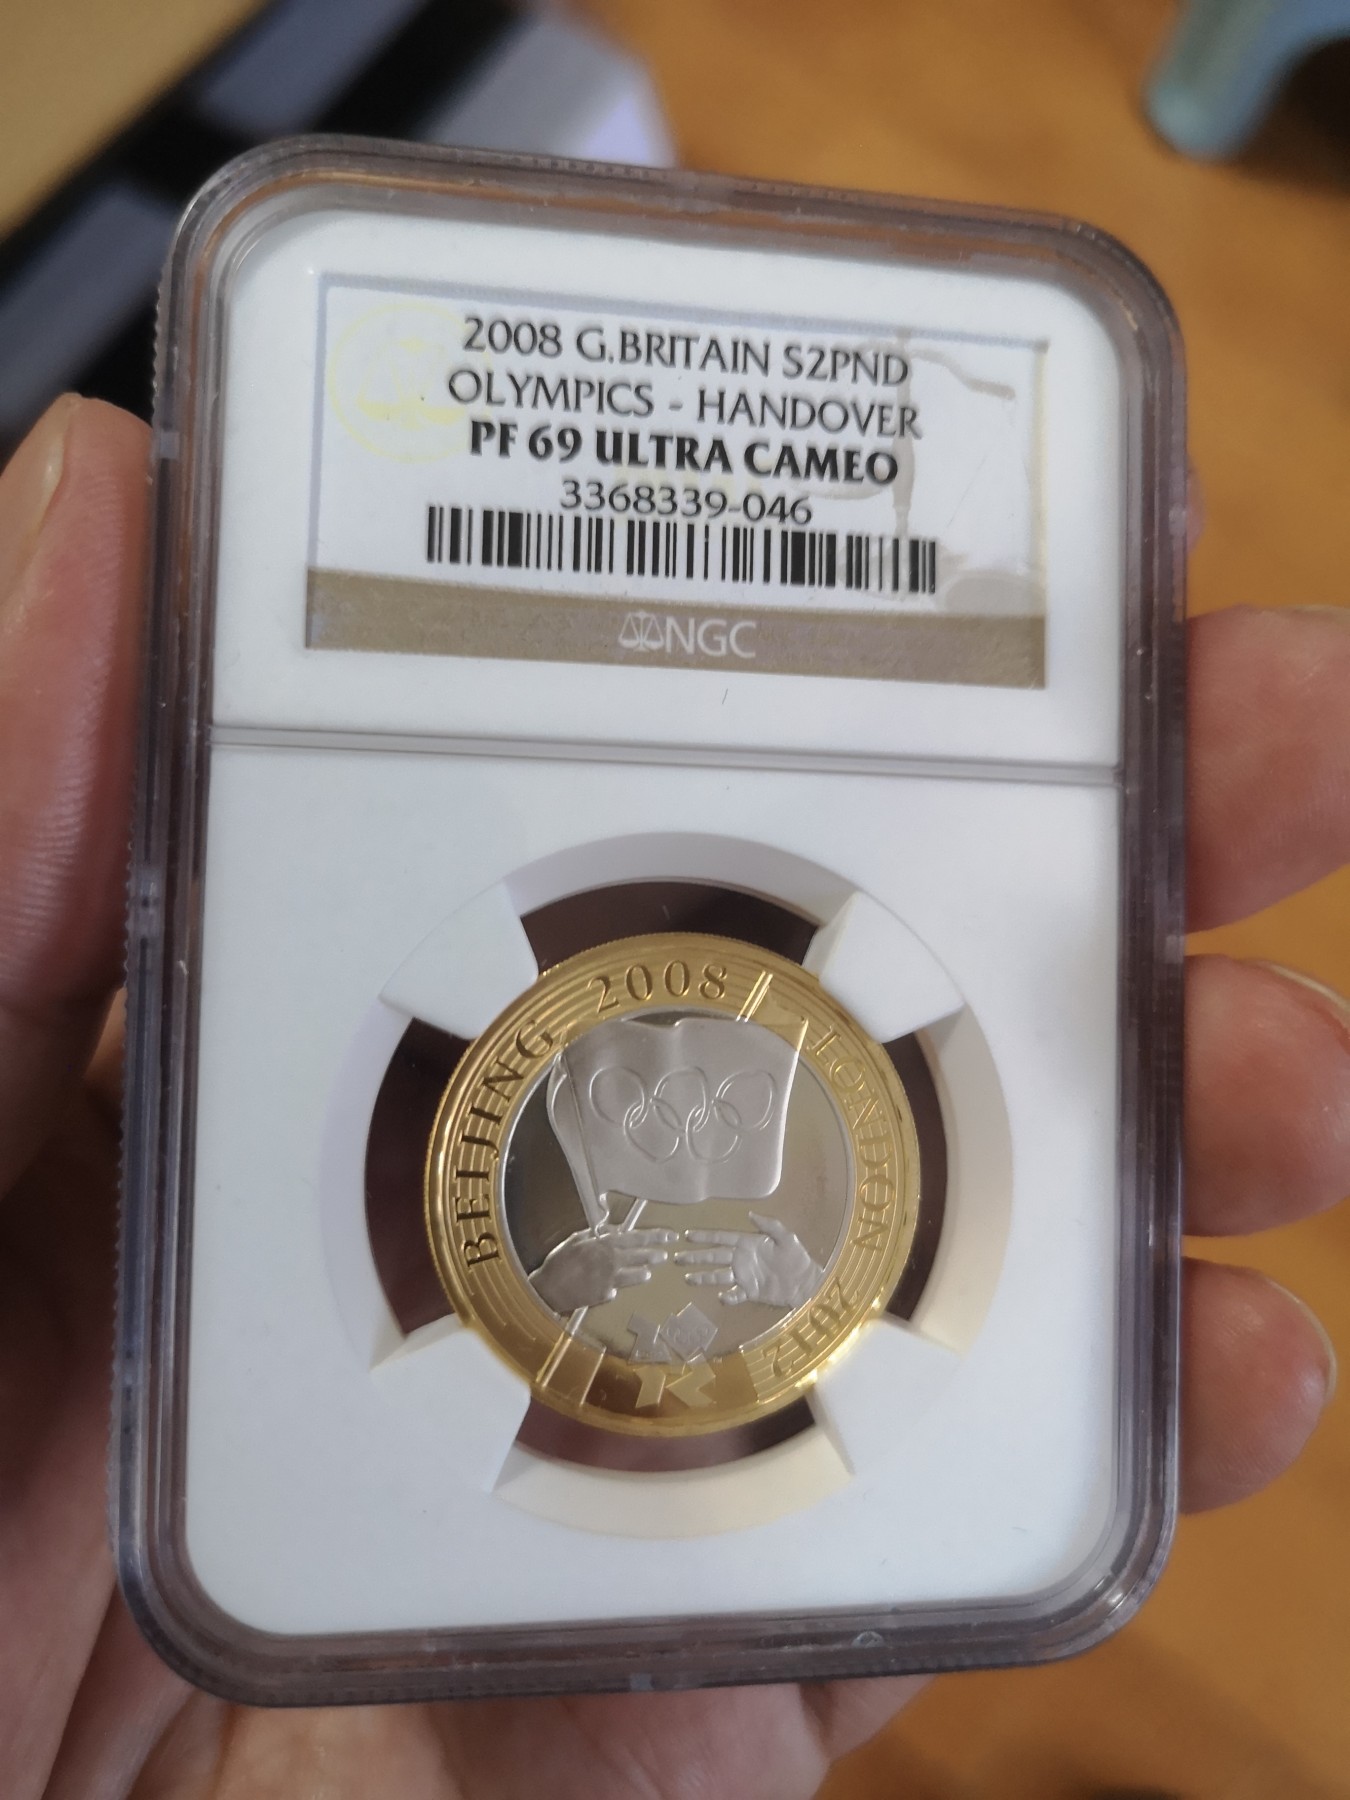 2008 G.BRITAIN S2PND
OLYMPICS - HANDOVER
PF 69 ULTRA CAMEO
3368339-046
NGC
BEIJING 2008
LONDON 2012